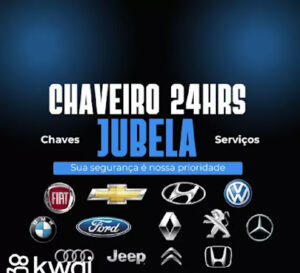 CHAVEIRO 24HRS
Chaves
JUBELA
Serviços
Sua segurança é nossa prioridade
FIAT
Ford
Jeep
kwai